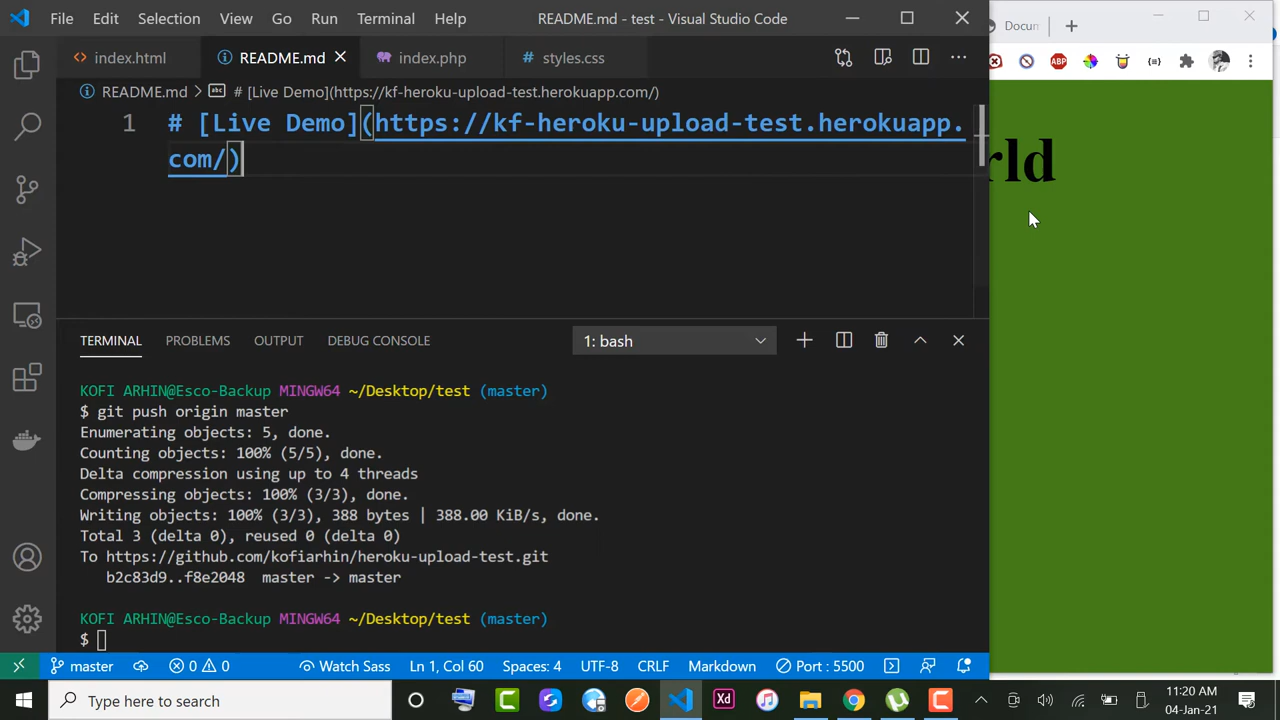 File Edit Selection View Go Run Terminal Help README.md - test - Visual Studio Code
Docun
index.html README.md index.php styles.css
ABP
README.md # [Live Demo](https://kf-heroku-upload-test.herokuapp.com/)
1 # [Live Demo](https://kf-heroku-upload-test.herokuapp.
com/)
rld
TERMINAL PROBLEMS OUTPUT DEBUG CONSOLE 1: bash
KOFI ARHIN@Esco-Backup MINGW64 ~/Desktop/test (master)
$ git push origin master
Enumerating objects: 5, done.
Counting objects: 100% (5/5), done.
Delta compression using up to 4 threads
Compressing objects: 100% (3/3), done.
Writing objects: 100% (3/3), 388 bytes | 388.00 KiB/s, done.
Total 3 (delta 0), reused 0 (delta 0)
To https://github.com/kofiarhin/heroku-upload-test.git
b2c83d9..f8e2048 master -> master
KOFI ARHIN@Esco-Backup MINGW64 ~/Desktop/test (master)
$
master 0 0 Watch Sass Ln 1, Col 60 Spaces: 4 UTF-8 CRLF Markdown Port : 5500
Type here to search
Xd
11:20 AM
04-Jan-21